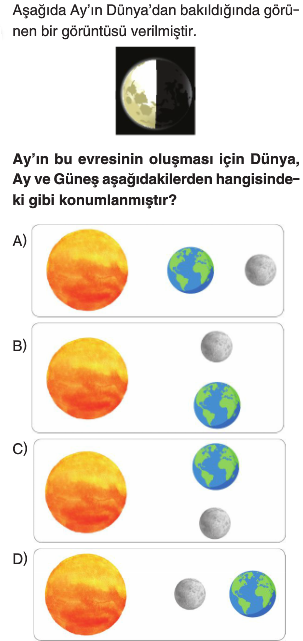 Aşağıda Ay’ın Dünya’dan bakıldığında görü-
nen bir görüntüsü verilmiştir.
Ay’ın bu evresinin oluşması için Dünya,
Ay ve Güneş aşağıdakilerden hangisinde-
ki gibi konumlanmıştır?
A)
B)
C)
D)